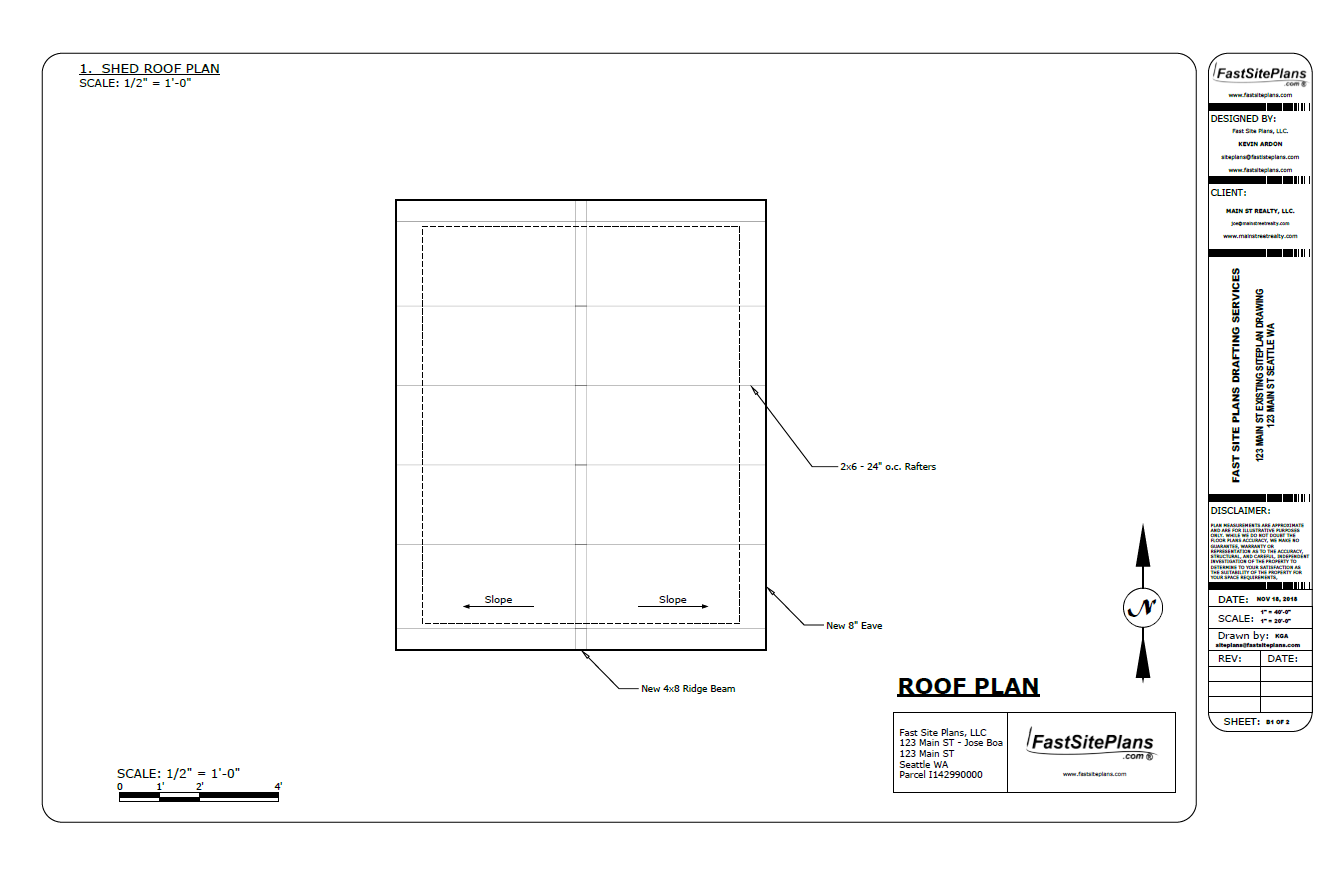 1. SHED ROOF PLAN
SCALE: 1/2" = 1'-0"
2x6 - 24" o.c. Rafters
Slope
Slope
New 8" Eave
New 4x8 Ridge Beam
N
ROOF PLAN
Fast Site Plans, LLC
123 Main ST - Jose Boa
123 Main ST
Seattle WA
Parcel I142990000
FastSitePlans
.com ®
www.fastsiteplans.com
SCALE: 1/2" = 1'-0"
0 1' 2' 4'
FastSitePlans
.com ®
www.fastsiteplans.com
DESIGNED BY:
Fast Site Plans, LLC.
KEVIN ARDON
siteplans@fastsiteplans.com
www.fastsiteplans.com
CLIENT:
MAIN ST REALTY, LLC.
joe@mainstreetrealty.com
www.mainstreetrealty.com
FAST SITE PLANS DRAFTING SERVICES
123 MAIN ST EXISTING SITEPLAN DRAWING
123 MAIN ST SEATTLE WA
DISCLAIMER:
PLAN MEASUREMENTS ARE APPROXIMATE
AND ARE FOR ILLUSTRATIVE PURPOSES
ONLY. WHILE WE DO NOT DOUBT THE
FLOOR PLANS ACCURACY, WE MAKE NO
GUARANTEE, WARRANTY OR
REPRESENTATION AS TO THE ACCURACY,
STRUCTURAL, AND CAREFUL, INDEPENDENT
INVESTIGATION OF THE PROPERTY TO
DETERMINE TO YOUR SATISFACTION AS
THE SUITABILITY OF THE PROPERTY FOR
YOUR SPACE REQUIREMENTS,
DATE: NOV 18, 2018
SCALE: 1" = 40'-0"
1" = 20'-0"
Drawn by: KGA
siteplans@fastsiteplans.com
REV: DATE:
SHEET: B1 OF 2